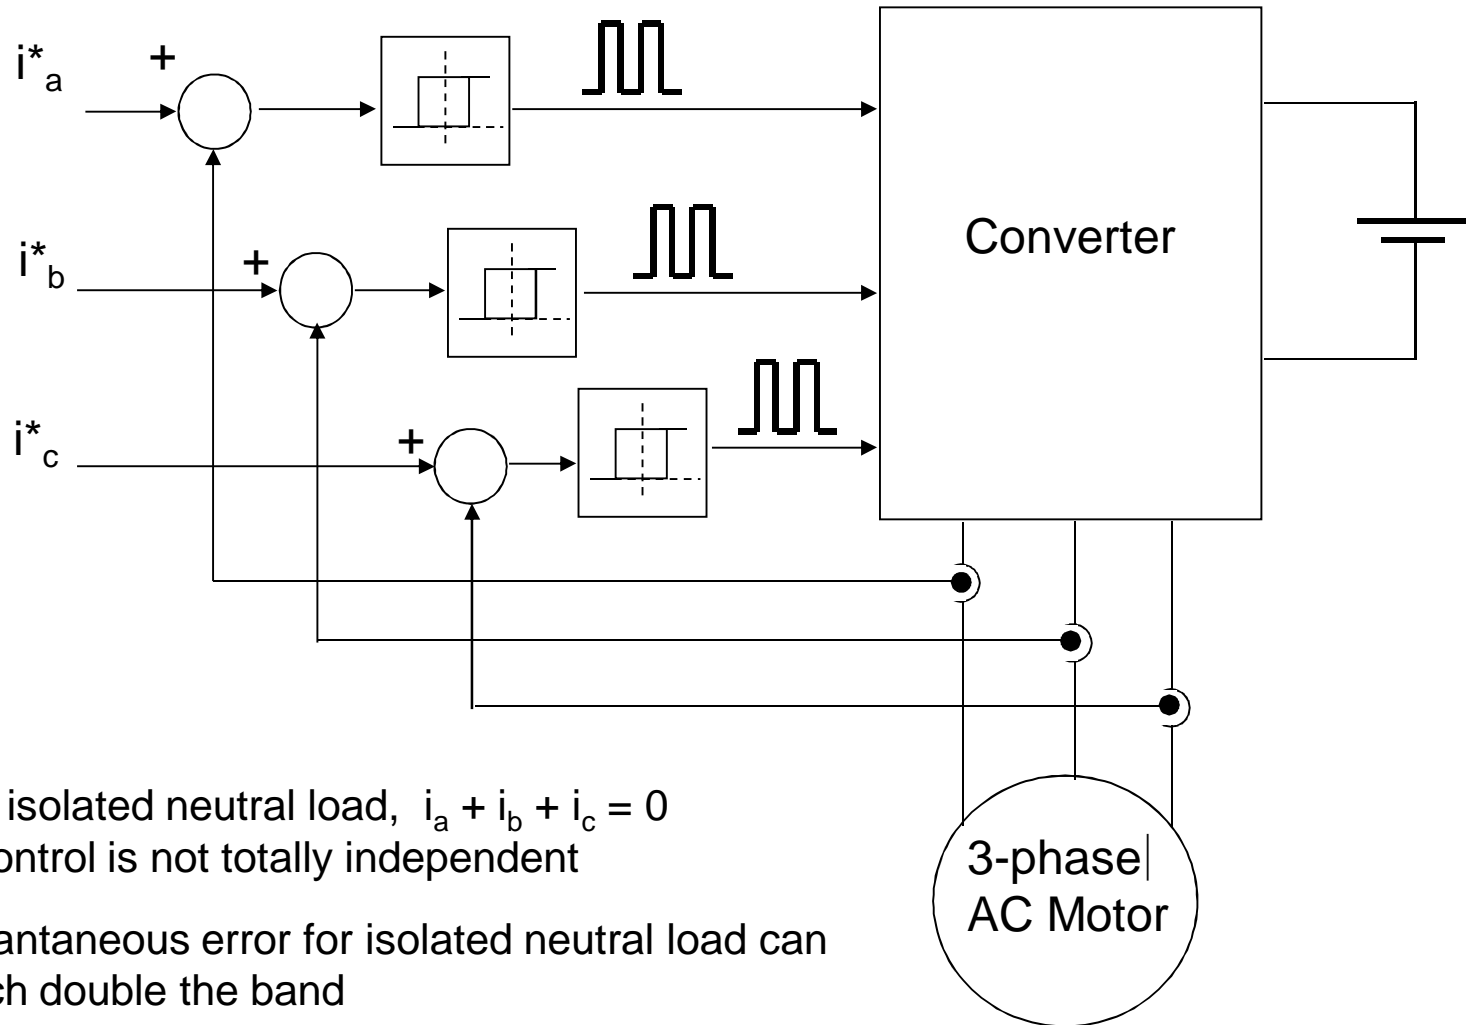 i*a
+
i*b
+
i*c
+
Converter
isolated neutral load, ia + ib + ic = 0
ontrol is not totally independent
antaneous error for isolated neutral load can
ch double the band
3-phase
AC Motor